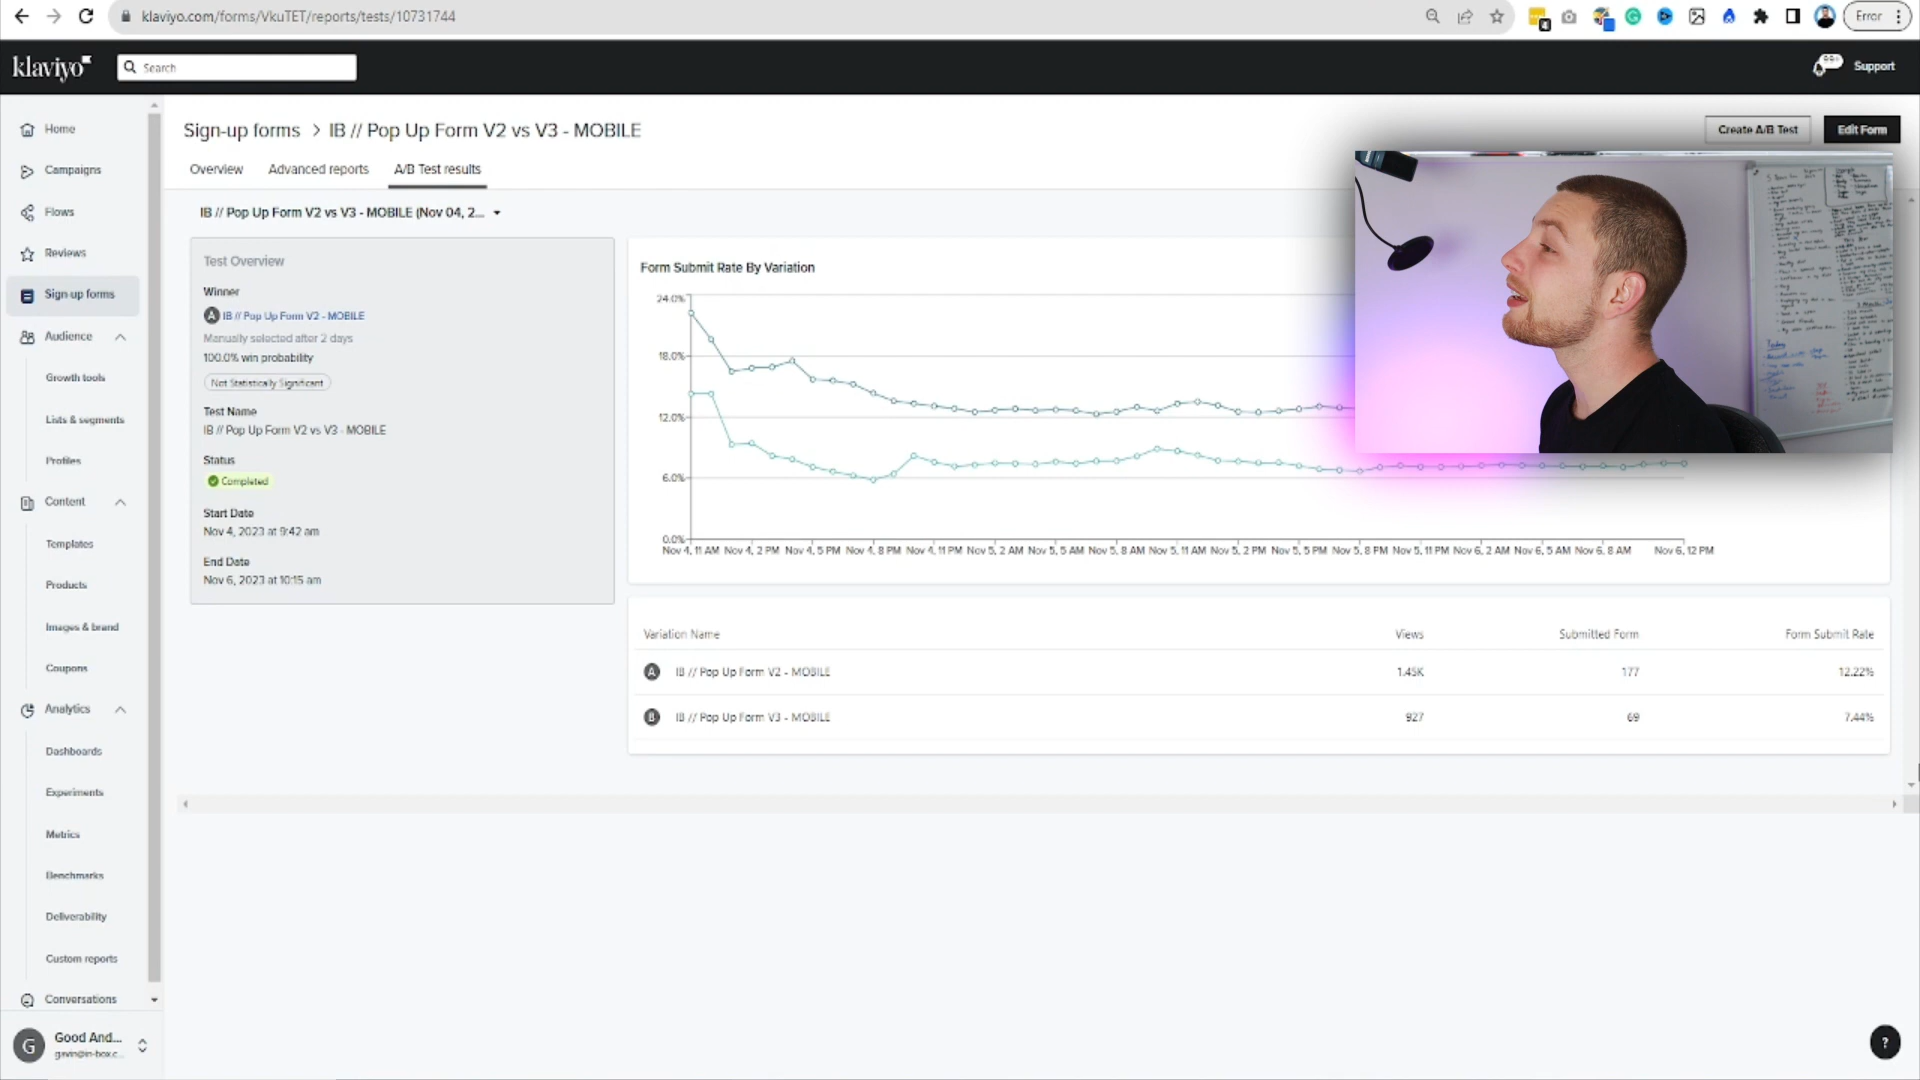 klaviyo.com/forms/VkuTET/reports/tests/10731744
Error
klaviyo
Search
99+
Support
Home
Campaigns
Flows
Reviews
Sign up forms
Audience
Growth tools
Lists & segments
Profiles
Content
Templates
Products
Images & brand
Coupons
Analytics
Dashboards
Experiments
Metrics
Benchmarks
Deliverability
Custom reports
Conversations
G
Good And...
gavin@in-box.c...
Sign-up forms > IB // Pop Up Form V2 vs V3 - MOBILE
Create A/B Test
Edit Form
Overview
Advanced reports
A/B Test results
IB // Pop Up Form V2 vs V3 - MOBILE (Nov 04, 2...
Test Overview
Winner
A IB // Pop Up Form V2 - MOBILE
Manually selected after 2 days
100.0% win probability
Not Statistically Significant
Test Name
IB // Pop Up Form V2 vs V3 - MOBILE
Status
Completed
Start Date
Nov 4, 2023 at 9:42 am
End Date
Nov 6, 2023 at 10:15 am
Form Submit Rate By Variation
24.0%
18.0%
12.0%
6.0%
0.0%
Nov 4, 11 AM Nov 4, 2 PM Nov 4, 5 PM Nov 4, 8 PM Nov 4, 11 PM Nov 5, 2 AM Nov 5, 5 AM Nov 5, 8 AM Nov 5, 11 AM Nov 5, 2 PM Nov 5, 5 PM Nov 5, 8 PM Nov 5, 11 PM Nov 6, 2 AM Nov 6, 5 AM Nov 6, 8 AM Nov 6, 12 PM
Variation Name Views Submitted Form Form Submit Rate
A IB // Pop Up Form V2 - MOBILE 1.45K 177 12.22%
B IB // Pop Up Form V3 - MOBILE 927 69 7.44%
?